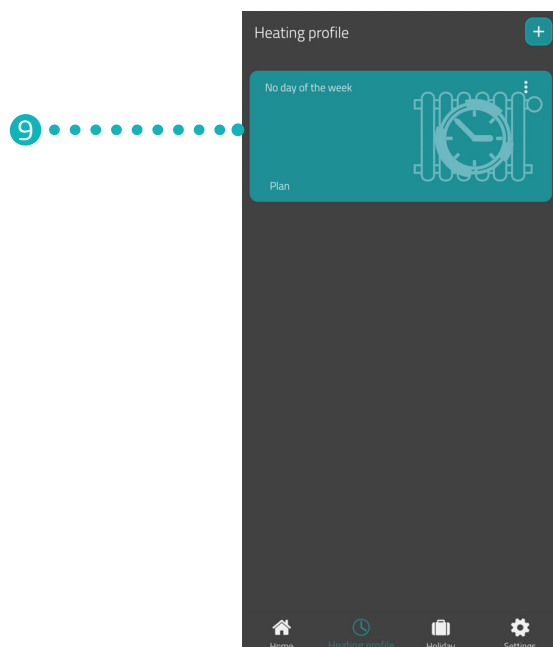 Heating profile
+
No day of the week
9
Plan
Home Heating profile Holiday Settings